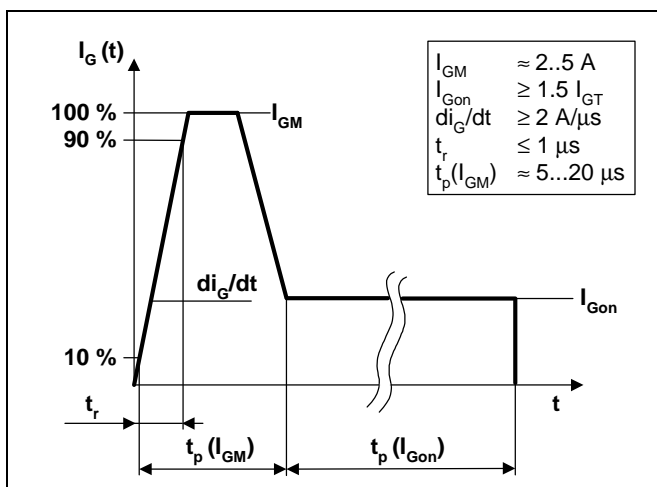 I_G (t)
I_GM ≈ 2..5 A
I_Gon ≥ 1.5 I_GT
di_G/dt ≥ 2 A/μs
t_r ≤ 1 μs
t_p(I_GM) ≈ 5...20 μs
100 %
I_GM
90 %
di_G/dt
I_Gon
10 %
t
t_r
t_p (I_GM)
t_p (I_Gon)